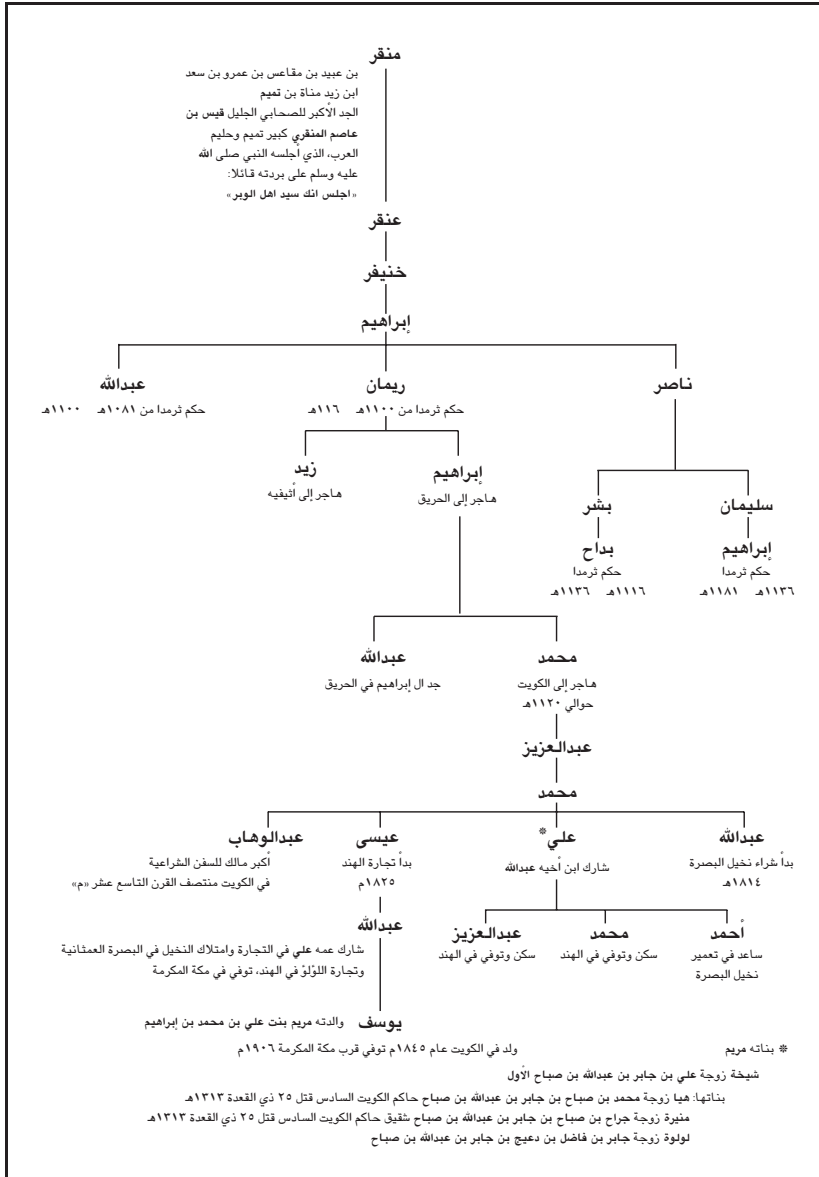 منقر
بن عبيد بن مقاعس بن عمرو بن سعد
ابن زيد مناة بن تميم
الجد الأكبر للصحابي الجليل قيس بن
عاصم المنقري كبير تميم وحليم
العرب، الذي أجلسه النبي صلى الله
عليه وسلم على بردته قائلا:
«اجلس انك سيد اهل الوبر»
عنقر
خنيفر
إبراهيم
ناصر
ريمان
حكم ثرمدا من ١١٠٠هـ ١١٦هـ
عبدالله
حكم ثرمدا من ١٠٨١هـ ١١٠٠هـ
إبراهيم
هاجر إلى الحريق
زيد
هاجر إلى أثيفيه
سليمان
بشر
إبراهيم
حكم ثرمدا
١١٣٦هـ ١١٨١هـ
بداح
حكم ثرمدا
١١١٦هـ ١١٣٦هـ
محمد
هاجر إلى الكويت
حوالي ١١٢٠هـ
عبدالله
جد ال إبراهيم في الحريق
عبدالعزيز
محمد
عبدالله
بدأ شراء نخيل البصرة
١٨١٤هـ
علي*
شارك ابن أخيه عبدالله
عيسى
بدأ تجارة الهند
١٨٢٥م
عبدالوهاب
أكبر مالك للسفن الشراعية
في الكويت منتصف القرن التاسع عشر «م»
أحمد
ساعد في تعمير
نخيل البصرة
محمد
سكن وتوفي في الهند
عبدالعزيز
سكن وتوفي في الهند
عبدالله
شارك عمه علي في التجارة وامتلاك النخيل في البصرة العمثانية
وتجارة اللؤلؤ في الهند، توفي في مكة المكرمة
يوسف والدته مريم بنت علي بن محمد بن إبراهيم
ولد في الكويت عام ١٨٤٥م توفي قرب مكة المكرمة ١٩٠٦م
* بناته مريم
شيخة زوجة علي بن جابر بن عبدالله بن صباح الأول
بناتها: هيا زوجة محمد بن صباح بن جابر بن عبدالله بن صباح حاكم الكويت السادس قتل ٢٥ ذي القعدة ١٣١٣هـ
منيرة زوجة جراح بن صباح بن جابر بن عبدالله بن صباح شقيق حاكم الكويت السادس قتل ٢٥ ذي القعدة ١٣١٣هـ
لولوة زوجة جابر بن فاضل بن دعيج بن جابر بن عبدالله بن صباح